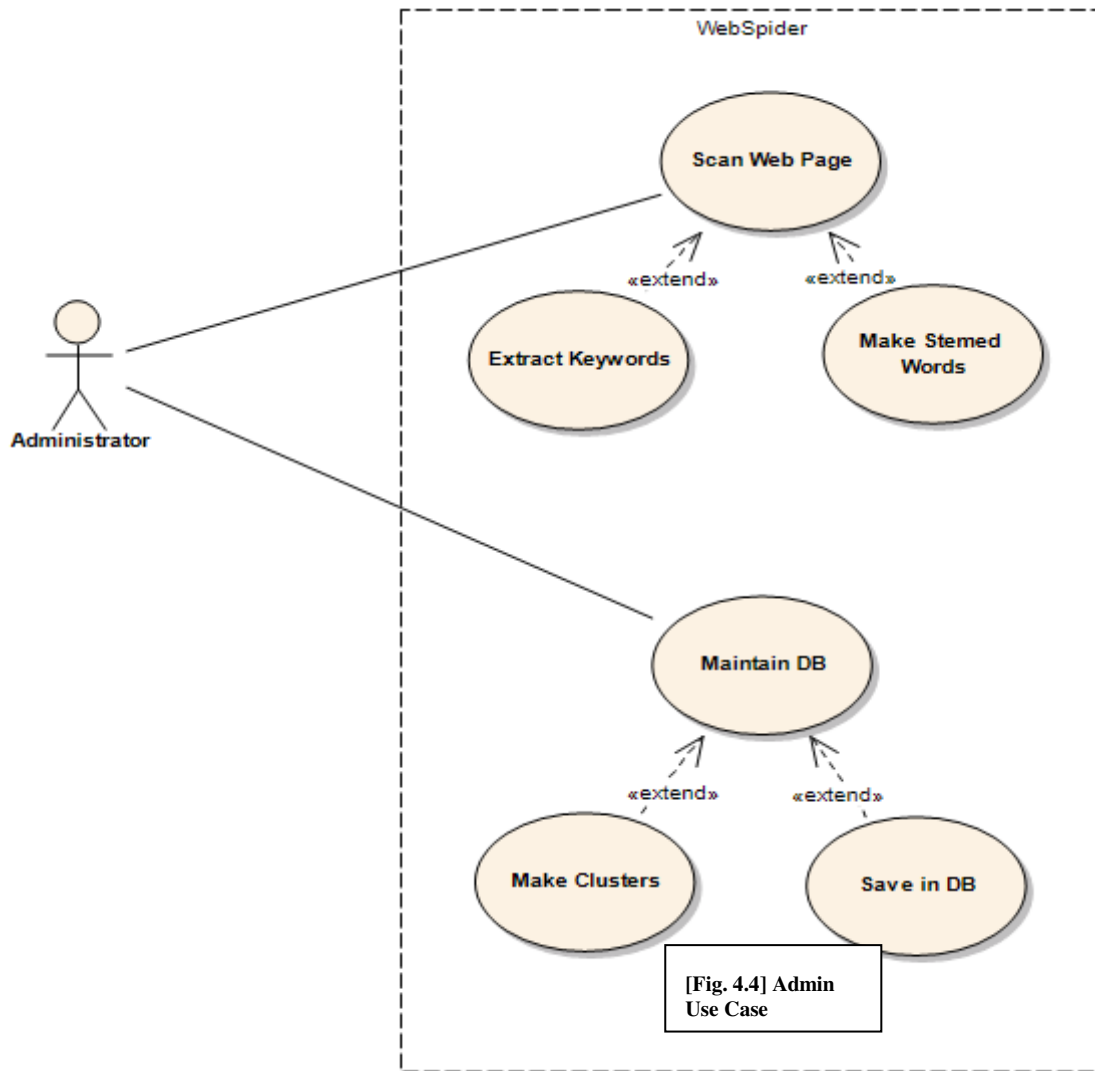 WebSpider
Scan Web Page
«extend»
«extend»
Extract Keywords
Make Stemed
Words
Administrator
Maintain DB
«extend»
«extend»
Make Clusters
Save in DB
[Fig. 4.4] Admin
Use Case